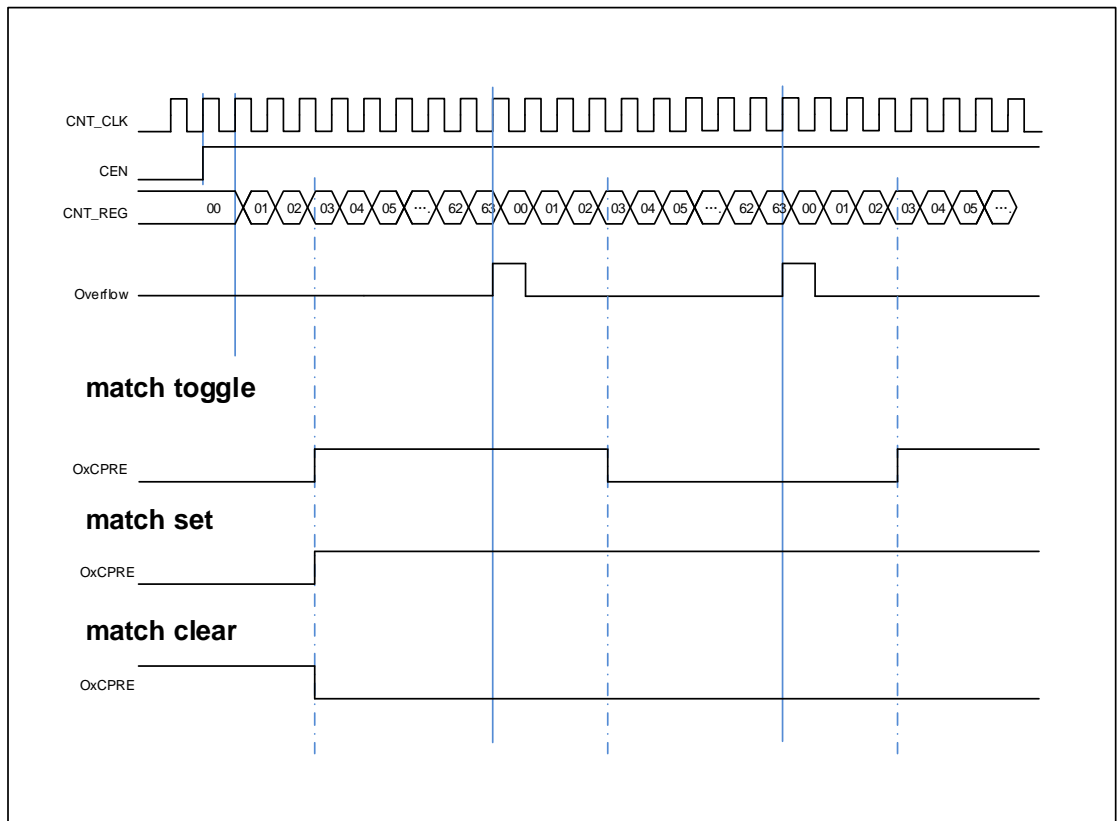 CNT_CLK
CEN
CNT_REG 00 01 02 03 04 05 ···. 62 63 00 01 02 03 04 05 ···. 62 63 00 01 02 03 04 05 ···.
Overflow
match toggle
OxCPRE
match set
OxCPRE
match clear
OxCPRE